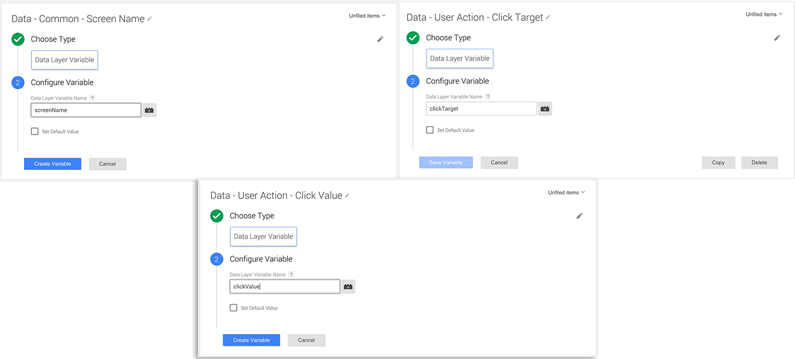 Data - Common - Screen Name
Unfiled items
Choose Type
Data Layer Variable
2
Configure Variable
Data Layer Variable Name ?
screenName
Set Default Value
Create Variable
Cancel
Data - User Action - Click Target
Unfiled items
Choose Type
Data Layer Variable
2
Configure Variable
Data Layer Variable Name ?
clickTarget
Set Default Value
Save Variable
Cancel
Copy
Delete
Data - User Action - Click Value
Unfiled items
Choose Type
Data Layer Variable
2
Configure Variable
Data Layer Variable Name ?
clickValue
Set Default Value
Create Variable
Cancel